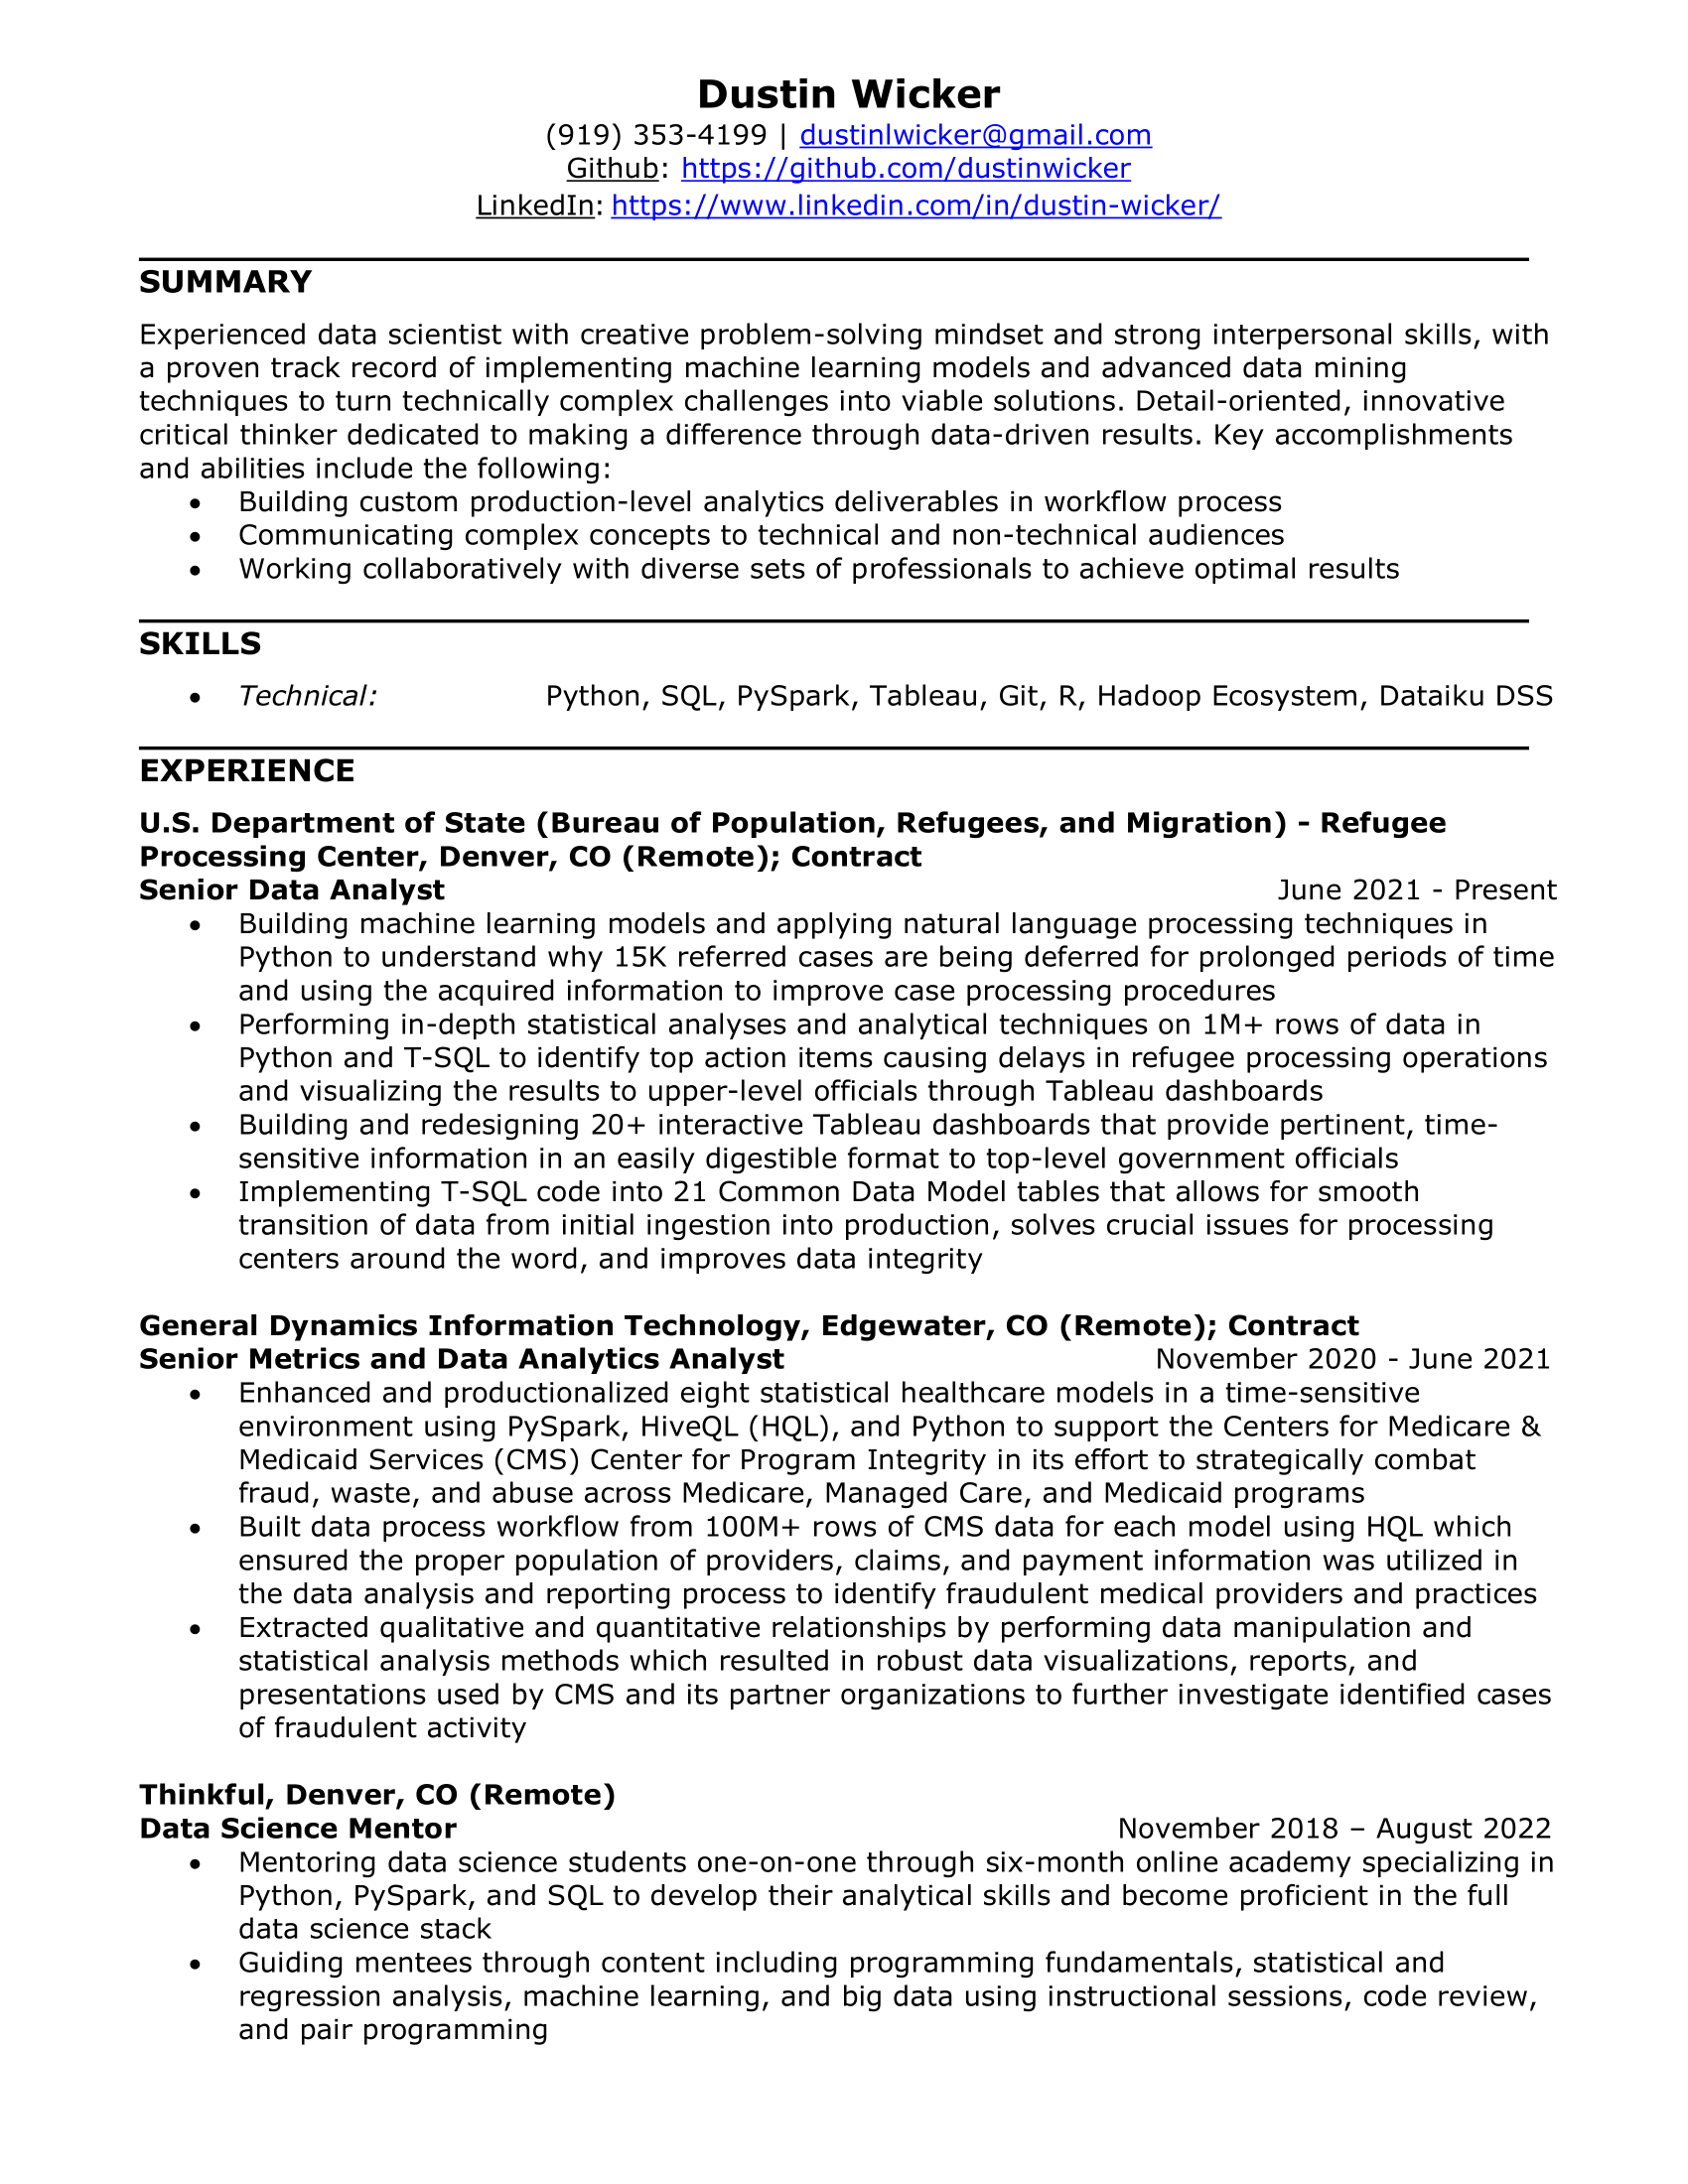 Dustin Wicker
(919) 353-4199 | dustinlwicker@gmail.com
Github: https://github.com/dustinwicker
LinkedIn: https://www.linkedin.com/in/dustin-wicker/
SUMMARY
Experienced data scientist with creative problem-solving mindset and strong interpersonal skills, with
a proven track record of implementing machine learning models and advanced data mining
techniques to turn technically complex challenges into viable solutions. Detail-oriented, innovative
critical thinker dedicated to making a difference through data-driven results. Key accomplishments
and abilities include the following:
• Building custom production-level analytics deliverables in workflow process
• Communicating complex concepts to technical and non-technical audiences
• Working collaboratively with diverse sets of professionals to achieve optimal results
SKILLS
• Technical: Python, SQL, PySpark, Tableau, Git, R, Hadoop Ecosystem, Dataiku DSS
EXPERIENCE
U.S. Department of State (Bureau of Population, Refugees, and Migration) - Refugee
Processing Center, Denver, CO (Remote); Contract
Senior Data Analyst June 2021 - Present
• Building machine learning models and applying natural language processing techniques in
Python to understand why 15K referred cases are being deferred for prolonged periods of time
and using the acquired information to improve case processing procedures
• Performing in-depth statistical analyses and analytical techniques on 1M+ rows of data in
Python and T-SQL to identify top action items causing delays in refugee processing operations
and visualizing the results to upper-level officials through Tableau dashboards
• Building and redesigning 20+ interactive Tableau dashboards that provide pertinent, time-
sensitive information in an easily digestible format to top-level government officials
• Implementing T-SQL code into 21 Common Data Model tables that allows for smooth
transition of data from initial ingestion into production, solves crucial issues for processing
centers around the word, and improves data integrity
General Dynamics Information Technology, Edgewater, CO (Remote); Contract
Senior Metrics and Data Analytics Analyst November 2020 - June 2021
• Enhanced and productionalized eight statistical healthcare models in a time-sensitive
environment using PySpark, HiveQL (HQL), and Python to support the Centers for Medicare &
Medicaid Services (CMS) Center for Program Integrity in its effort to strategically combat
fraud, waste, and abuse across Medicare, Managed Care, and Medicaid programs
• Built data process workflow from 100M+ rows of CMS data for each model using HQL which
ensured the proper population of providers, claims, and payment information was utilized in
the data analysis and reporting process to identify fraudulent medical providers and practices
• Extracted qualitative and quantitative relationships by performing data manipulation and
statistical analysis methods which resulted in robust data visualizations, reports, and
presentations used by CMS and its partner organizations to further investigate identified cases
of fraudulent activity
Thinkful, Denver, CO (Remote)
Data Science Mentor November 2018 – August 2022
• Mentoring data science students one-on-one through six-month online academy specializing in
Python, PySpark, and SQL to develop their analytical skills and become proficient in the full
data science stack
• Guiding mentees through content including programming fundamentals, statistical and
regression analysis, machine learning, and big data using instructional sessions, code review,
and pair programming